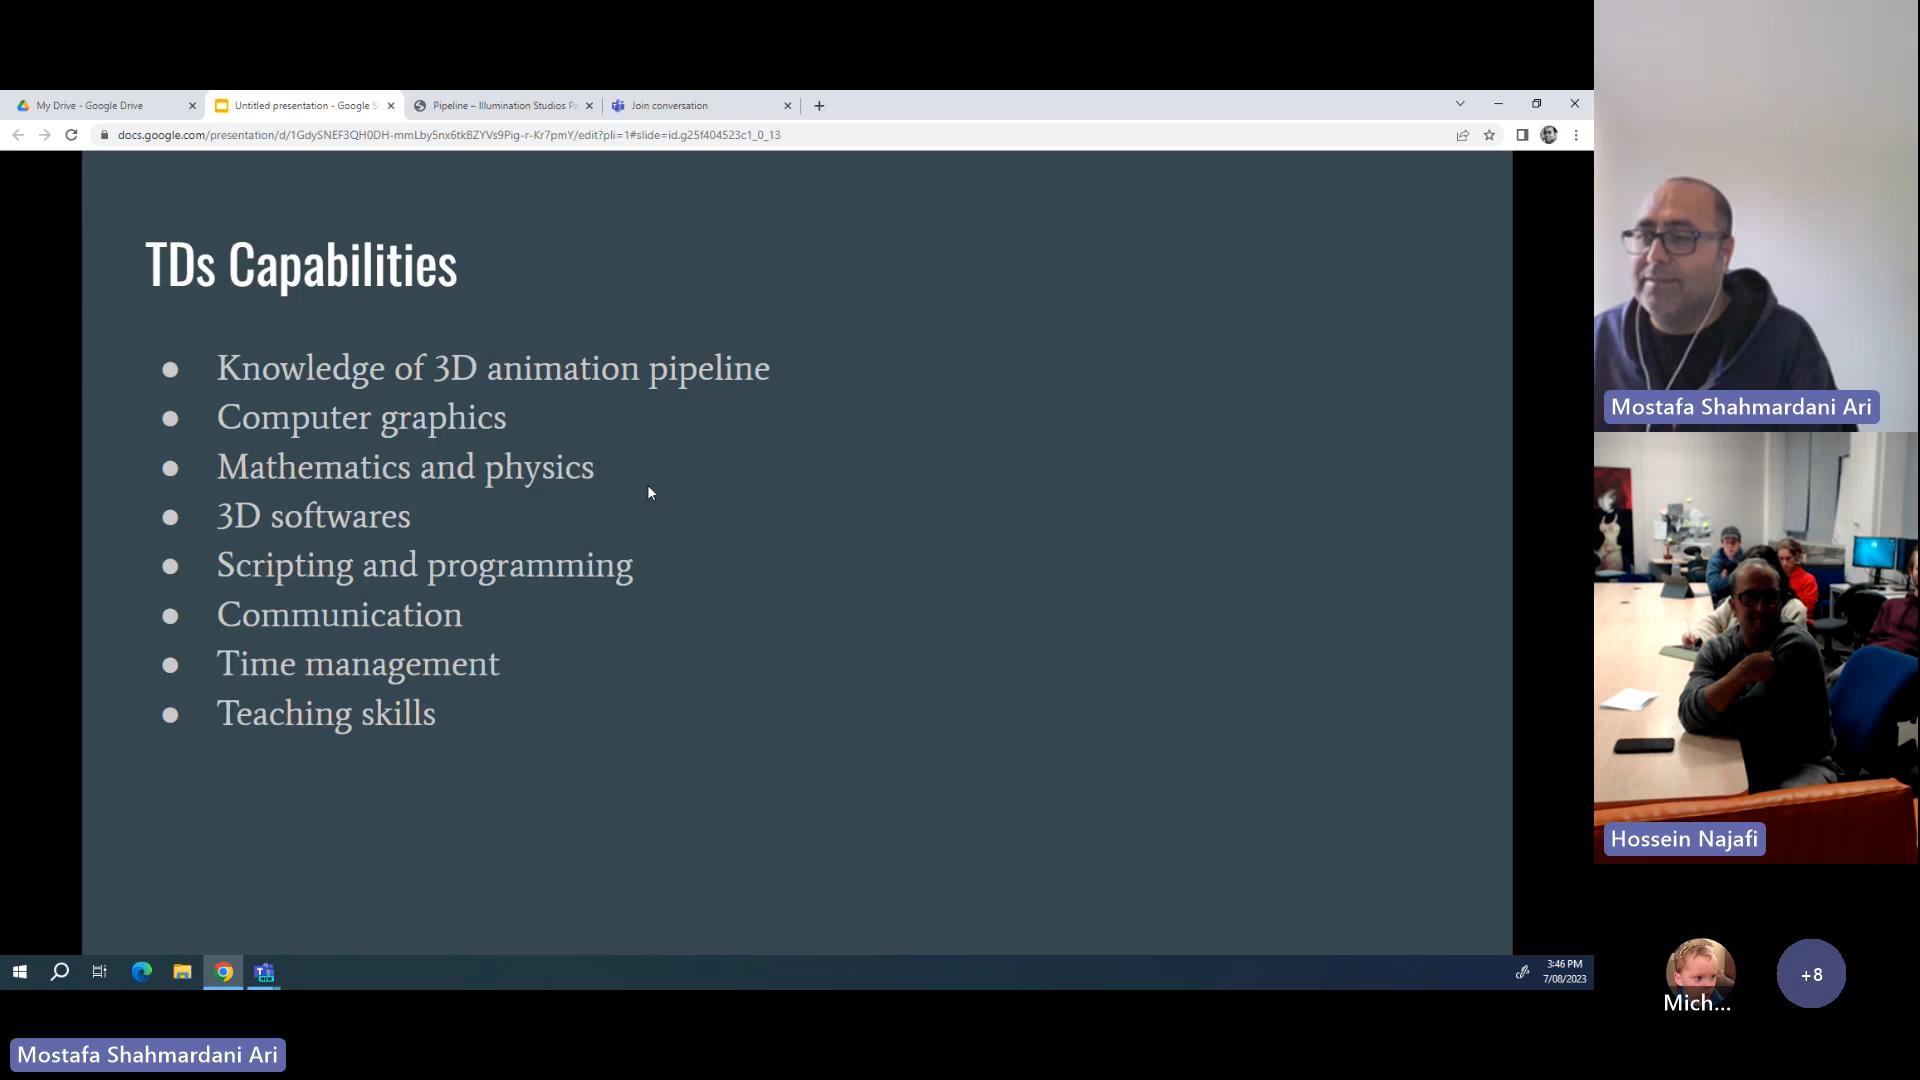 My Drive - Google Drive
Untitled presentation - Google S
Pipeline – Illumination Studios Pa
Join conversation
docs.google.com/presentation/d/1GdySNEF3QH0DH-mmLby5nx6tkBZYVs9Pig-r-Kr7pmY/edit?pli=1#slide=id.g25f404523c1_0_13
TDs Capabilities
● Knowledge of 3D animation pipeline
● Computer graphics
● Mathematics and physics
● 3D softwares
● Scripting and programming
● Communication
● Time management
● Teaching skills
3:46 PM
7/08/2023
Mostafa Shahmardani Ari
Hossein Najafi
Mich...
+8
Mostafa Shahmardani Ari